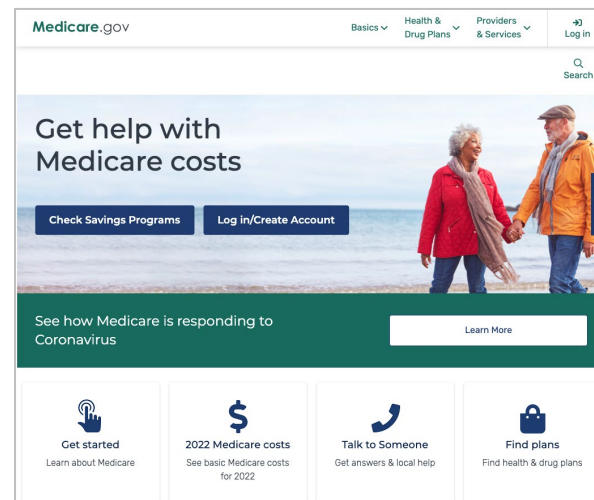 Medicare.gov
Basics
Health &
Drug Plans
Providers
& Services
Log in
Search
Get help with
Medicare costs
Check Savings Programs
Log in/Create Account
See how Medicare is responding to
Coronavirus
Learn More
Get started
Learn about Medicare
2022 Medicare costs
See basic Medicare costs
for 2022
Talk to Someone
Get answers & local help
Find plans
Find health & drug plans